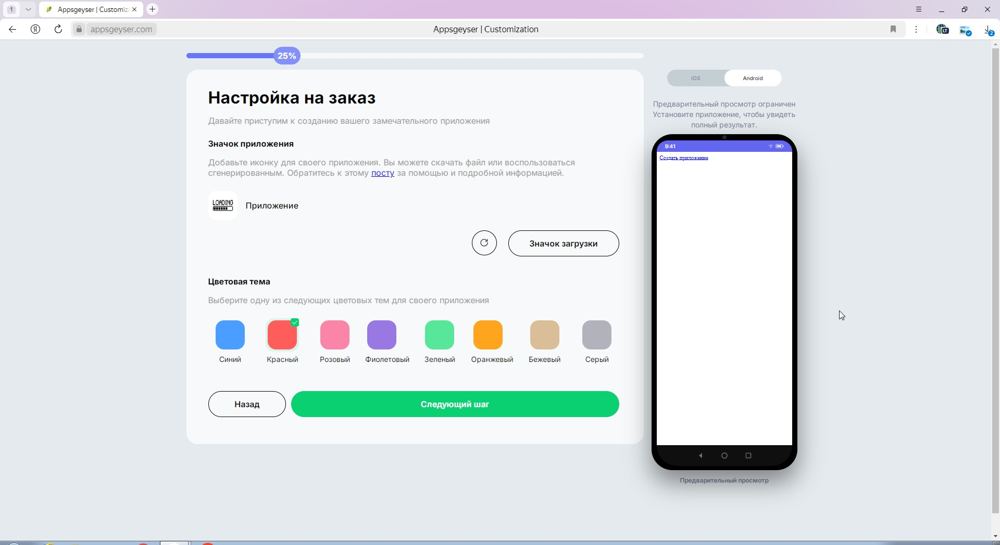 1
Appsgeyser | Customiz
appsgeyser.com
Appsgeyser | Customization
LT
2
25%
Настройка на заказ
Давайте приступим к созданию вашего замечательного приложения
Значок приложения
Добавьте иконку для своего приложения. Вы можете скачать файл или воспользоваться
сгенерированным. Обратитесь к этому посту за помощью и подробной информацией.
LOADING
Приложение
Значок загрузки
Цветовая тема
Выберите одну из следующих цветовых тем для своего приложения
Синий
Красный
Розовый
Фиолетовый
Зеленый
Оранжевый
Бежевый
Серый
Назад
Следующий шаг
iOS
Android
Предварительный просмотр ограничен
Установите приложение, чтобы увидеть
полный результат.
9:41
Создать приложение
Предварительный просмотр